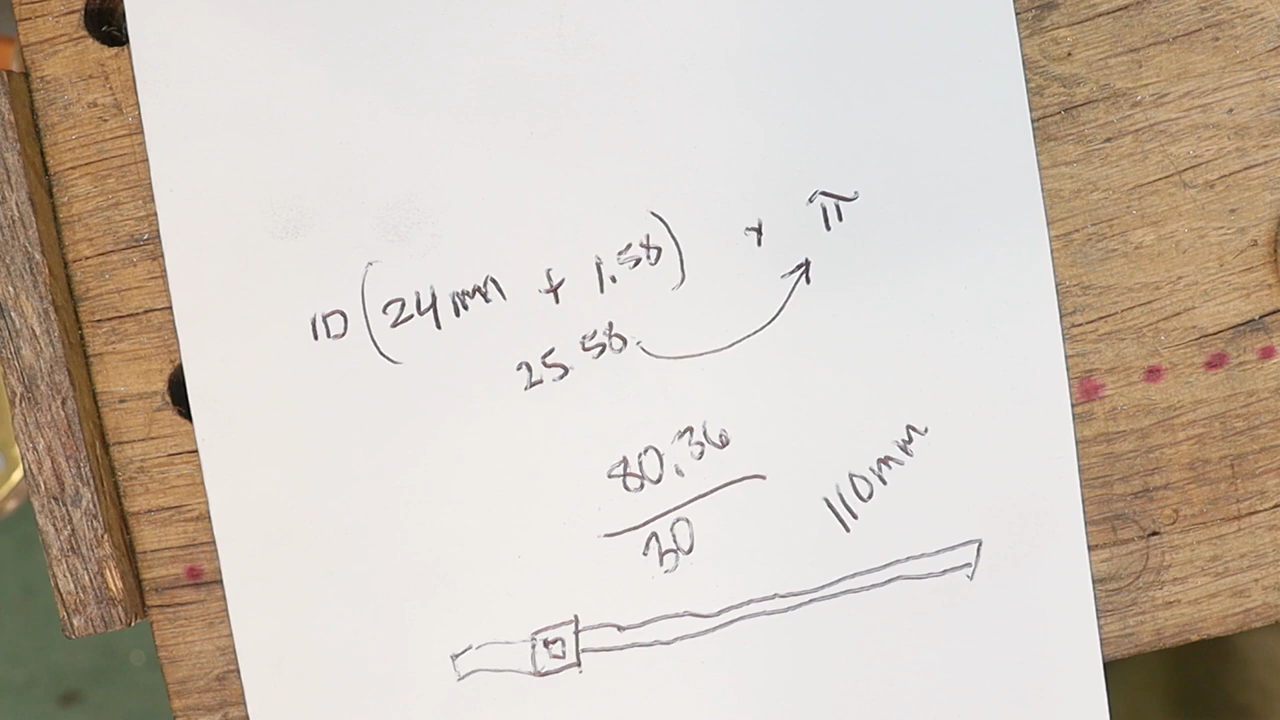 ID (24mm + 1.58) × π
25.58
80.36
30
110mm